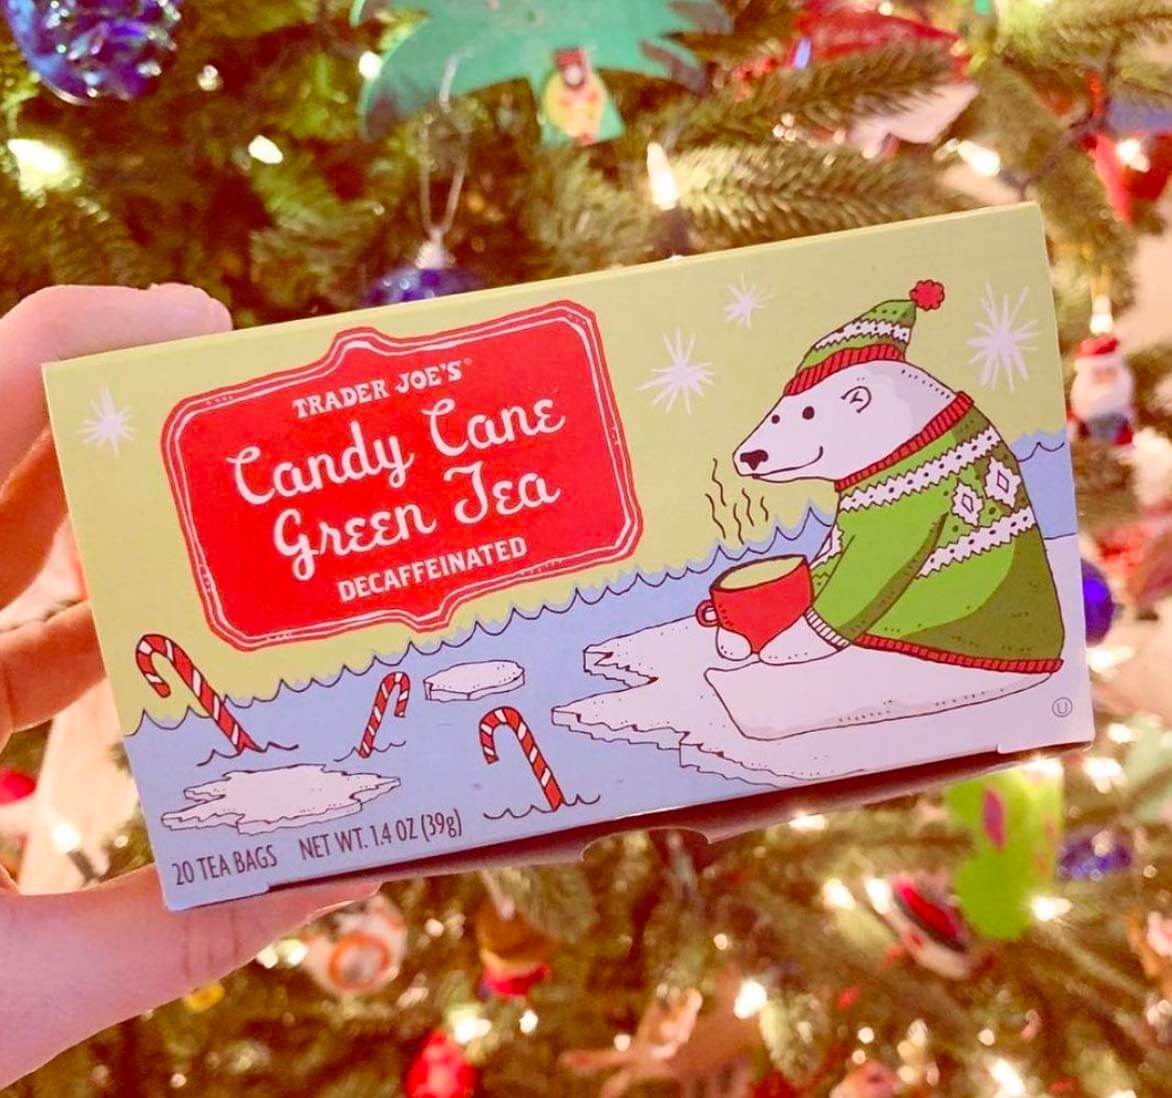 TRADER JOE'S®
Candy Cane
Green Tea
DECAFFEINATED
20 TEA BAGS NET WT. 1.4 OZ (39g)
U